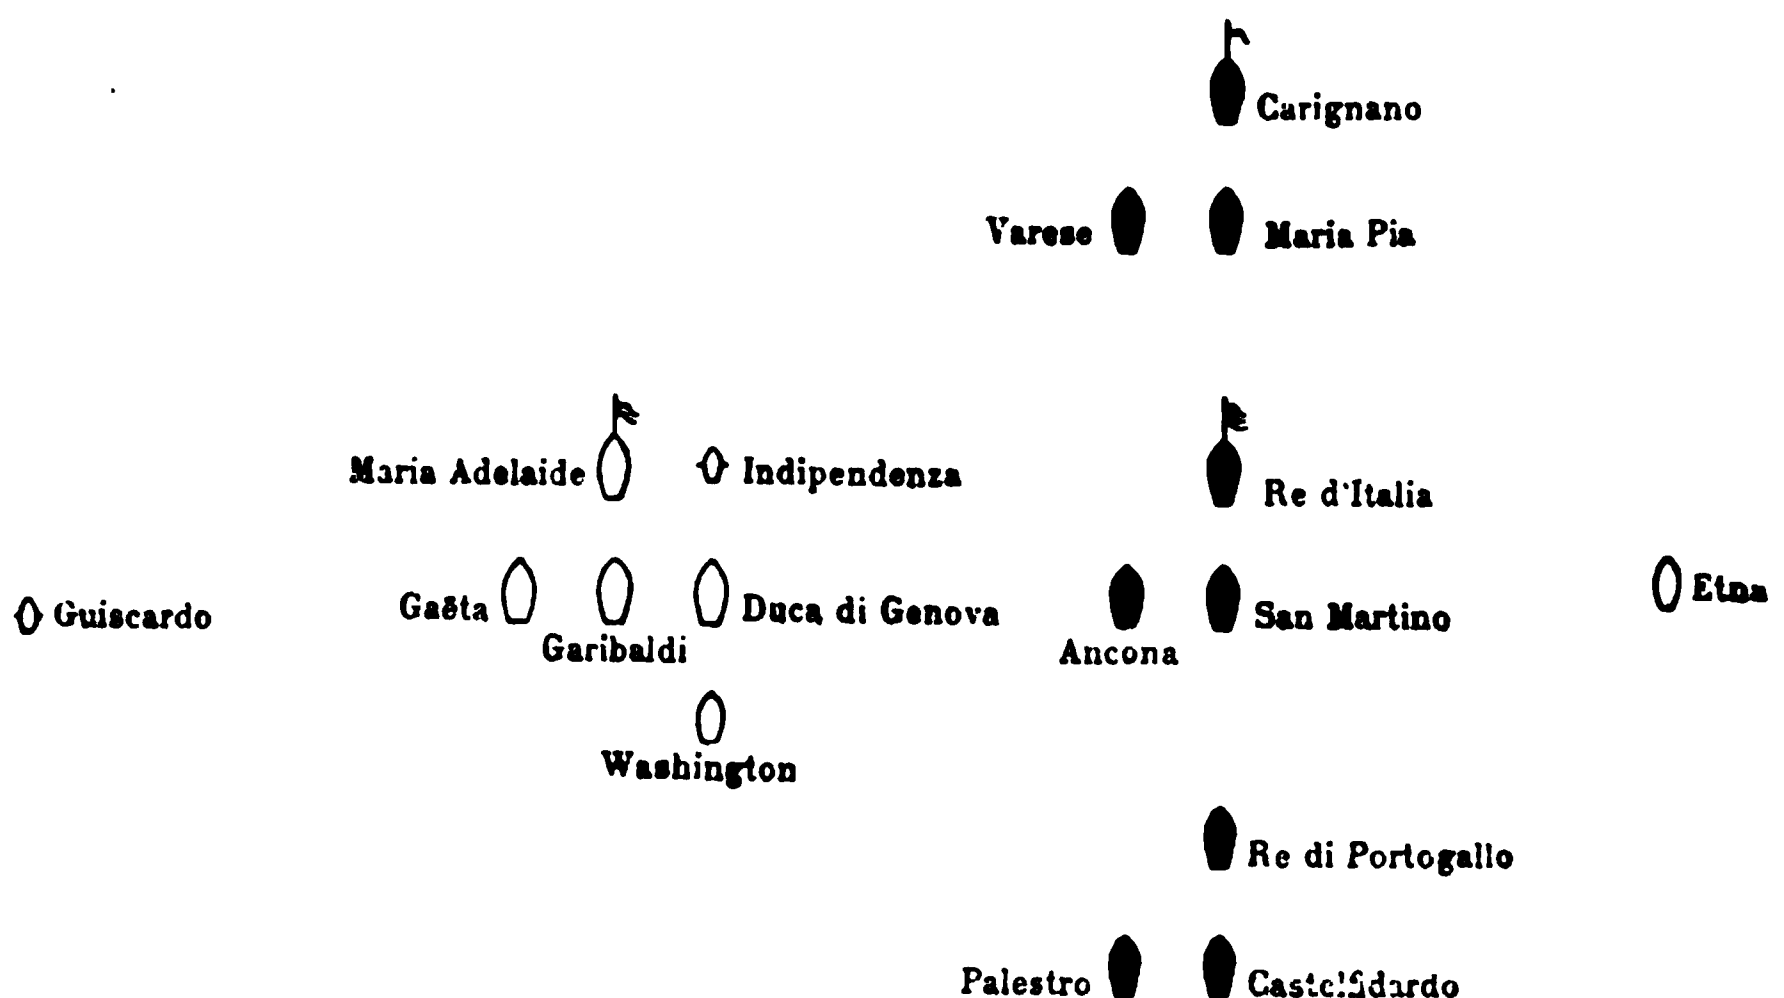 Carignano
Varese
Maria Pia
Maria Adelaide
Indipendenza
Re d'Italia
Guiscardo
Gaëta
Garibaldi
Duca di Genova
Ancona
San Martino
Etna
Washington
Re di Portogallo
Palestro
Castelfidardo